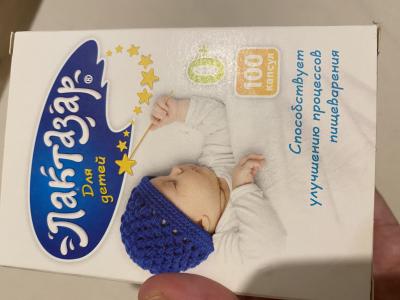 Лактазар®
Для
детей
0+
100
капсул
Способствует
улучшению процессов
пищеварения